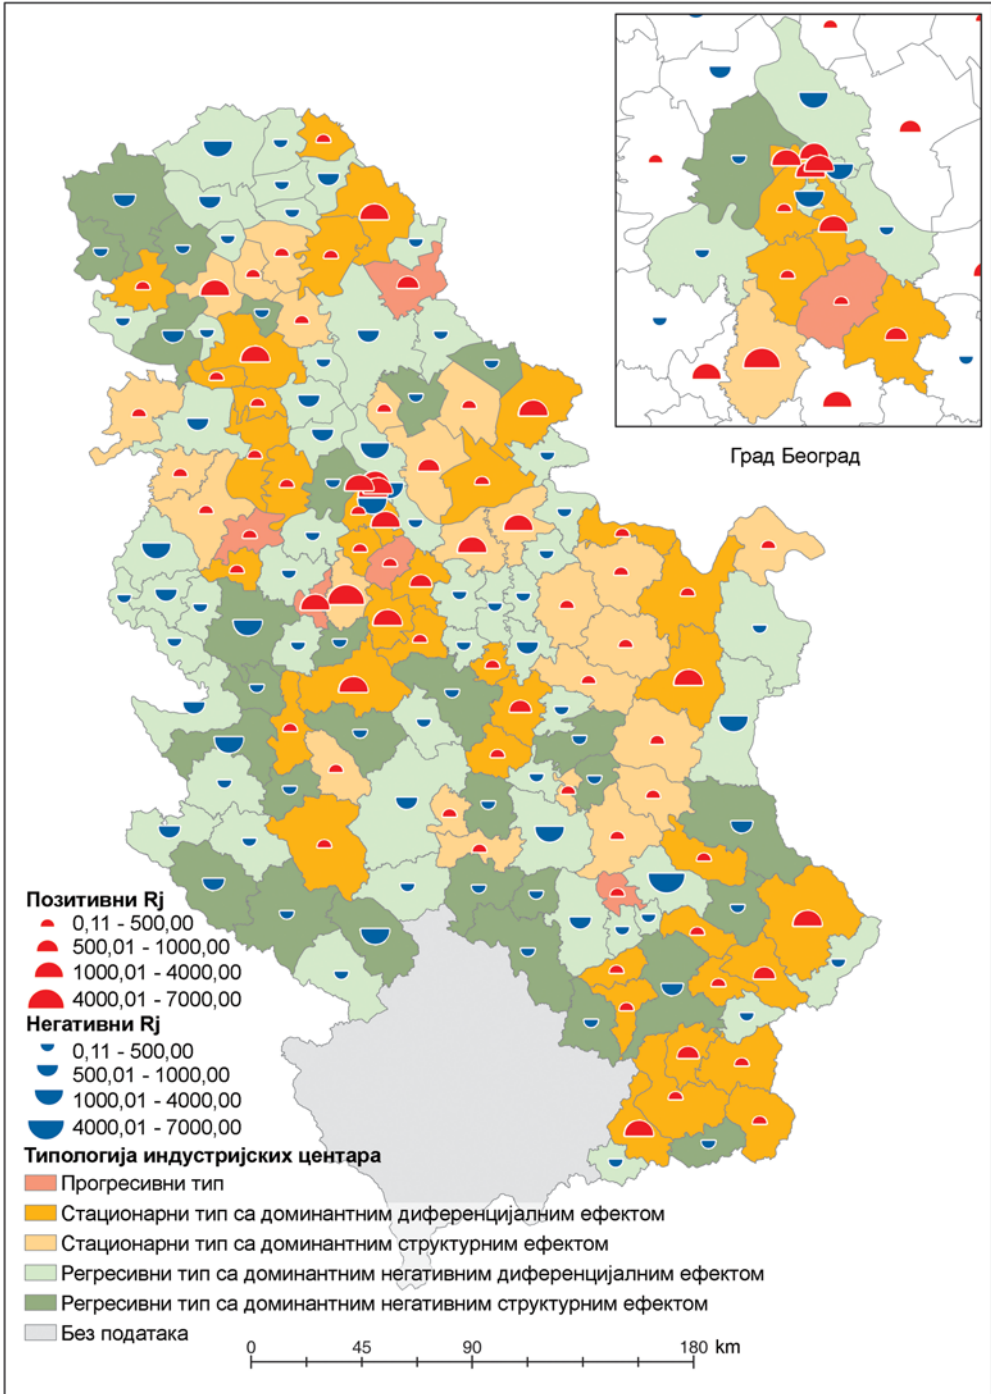 Град Београд
Позитивни Rj
0,11 - 500,00
500,01 - 1000,00
1000,01 - 4000,00
4000,01 - 7000,00
Негативни Rj
0,11 - 500,00
500,01 - 1000,00
1000,01 - 4000,00
4000,01 - 7000,00
Типологија индустријских центара
Прогресивни тип
Стационарни тип са доминантним диференцијалним ефектом
Стационарни тип са доминантним структурним ефектом
Регресивни тип са доминантним негативним диференцијалним ефектом
Регресивни тип са доминантним негативним структурним ефектом
Без података
0 45 90 180 km